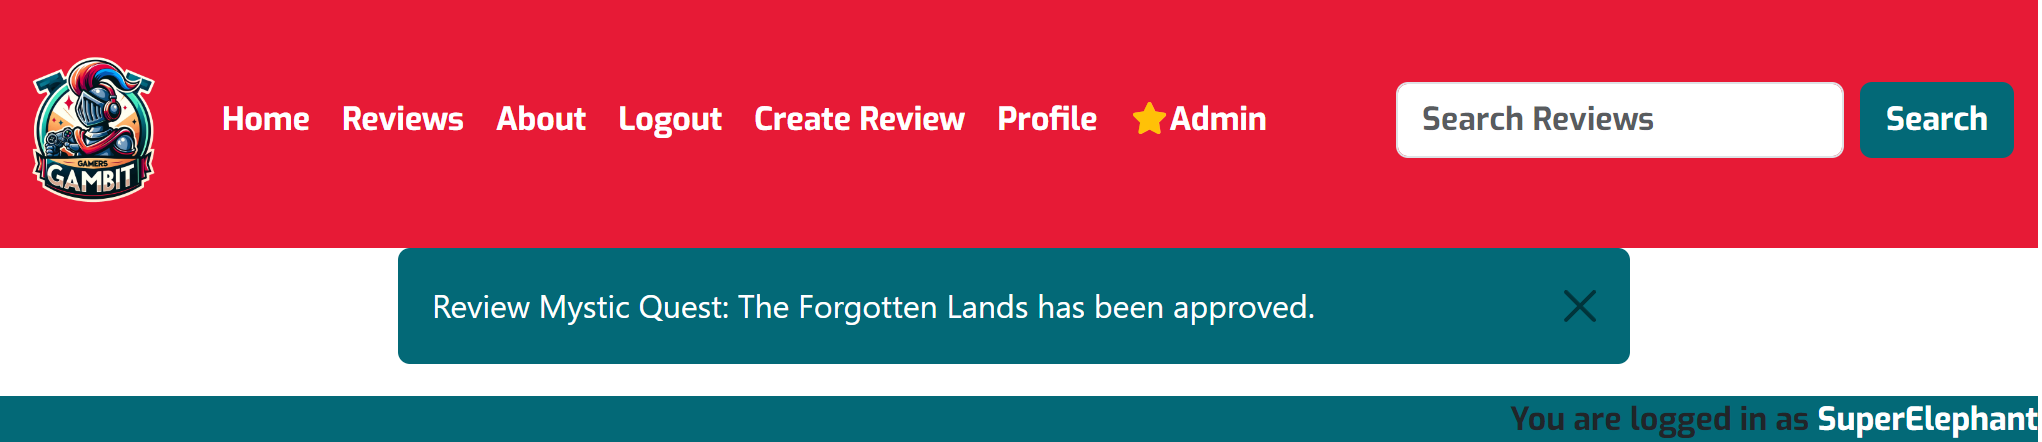 GAMERS
GAMBIT
Home Reviews About Logout Create Review Profile Admin
Search Reviews
Search
Review Mystic Quest: The Forgotten Lands has been approved.
You are logged in as SuperElephant